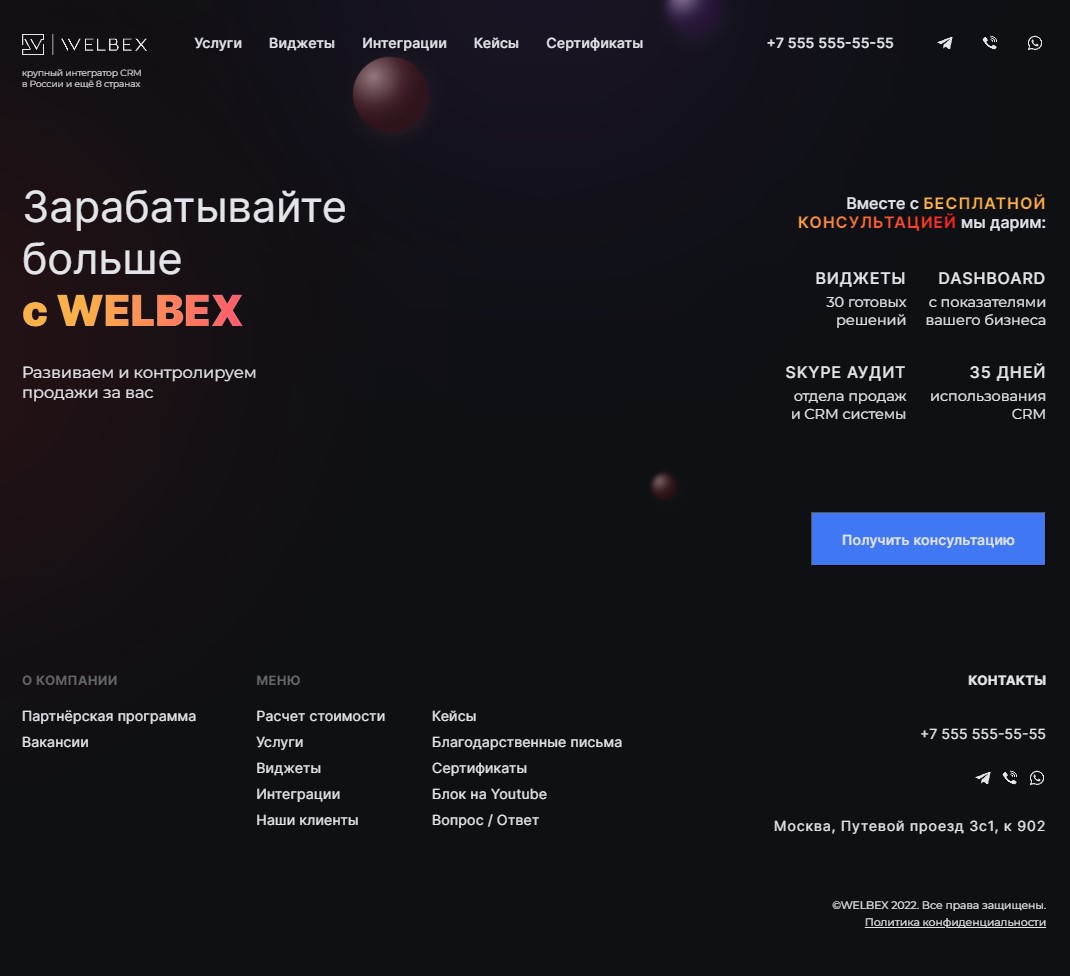 WELBEX
крупный интегратор CRM
в России и ещё 8 странах
Услуги Виджеты Интеграции Кейсы Сертификаты
+7 555 555-55-55
Зарабатывайте
больше
с WELBEX
Развиваем и контролируем
продажи за вас
Вместе с БЕСПЛАТНОЙ
КОНСУЛЬТАЦИЕЙ мы дарим:
ВИДЖЕТЫ
30 готовых
решений
DASHBOARD
с показателями
вашего бизнеса
SKYPE АУДИТ
отдела продаж
и CRM системы
35 ДНЕЙ
использования
CRM
Получить консультацию
О КОМПАНИИ
Партнёрская программа
Вакансии
МЕНЮ
Расчет стоимости
Услуги
Виджеты
Интеграции
Наши клиенты
Кейсы
Благодарственные письма
Сертификаты
Блок на Youtube
Вопрос / Ответ
КОНТАКТЫ
+7 555 555-55-55
Москва, Путевой проезд 3с1, к 902
©WELBEX 2022. Все права защищены.
Политика конфиденциальности